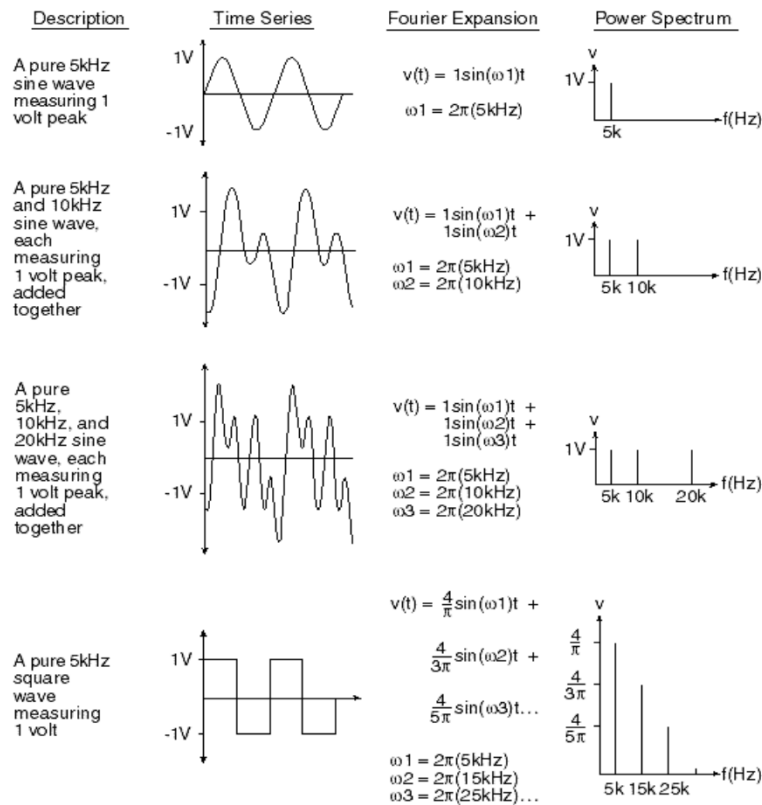 Description
Time Series
Fourier Expansion
Power Spectrum
A pure 5kHz
sine wave
measuring 1
volt peak
1V
-1V
v(t) = 1sin(ω1)t
ω1 = 2π(5kHz)
v
1V
5k
f(Hz)
A pure 5kHz
and 10kHz
sine wave,
each
measuring
1 volt peak,
added
together
1V
-1V
v(t) = 1sin(ω1)t +
1sin(ω2)t
ω1 = 2π(5kHz)
ω2 = 2π(10kHz)
v
1V
5k 10k
f(Hz)
A pure
5kHz,
10kHz, and
20kHz sine
wave, each
measuring
1 volt peak,
added
together
1V
-1V
v(t) = 1sin(ω1)t +
1sin(ω2)t +
1sin(ω3)t
ω1 = 2π(5kHz)
ω2 = 2π(10kHz)
ω3 = 2π(20kHz)
v
1V
5k 10k 20k
f(Hz)
A pure 5kHz
square
wave
measuring
1 volt
1V
-1V
v(t) = 4/π sin(ω1)t +
4/3π sin(ω2)t +
4/5π sin(ω3)t...
ω1 = 2π(5kHz)
ω2 = 2π(15kHz)
ω3 = 2π(25kHz)...
v
4/π
4/3π
4/5π
5k 15k 25k
f(Hz)